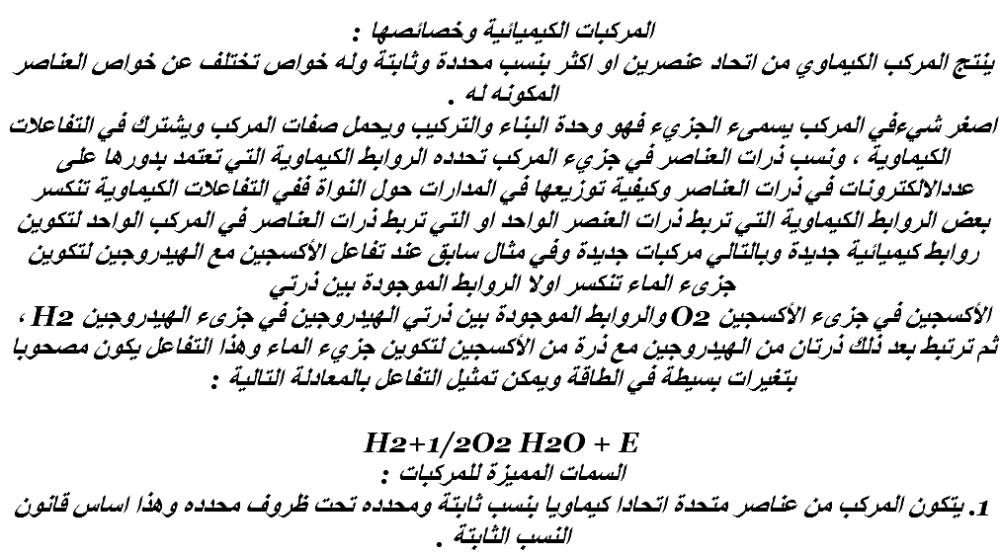 المركبات الكيميائية وخصائصها :
ينتج المركب الكيماوي من اتحاد عنصرين او اكثر بنسب محددة وثابتة وله خواص تختلف عن خواص العناصر
المكونه له .
اصغر شيءفي المركب يسمىء الجزيء فهو وحدة البناء والتركيب ويحمل صفات المركب ويشترك في التفاعلات
الكيماوية ، ونسب ذرات العناصر في جزيء المركب تحدده الروابط الكيماوية التي تعتمد بدورها على
عددالالكترونات في ذرات العناصر وكيفية توزيعها في المدارات حول النواة ففي التفاعلات الكيماوية تنكسر
بعض الروابط الكيماوية التي تربط ذرات العنصر الواحد او التي تربط ذرات العناصر في المركب الواحد لتكوين
روابط كيميائية جديدة وبالتالي مركبات جديدة وفي مثال سابق عند تفاعل الأكسجين مع الهيدروجين لتكوين
جزىء الماء تنكسر اولا الروابط الموجودة بين ذرتي
الأكسجين في جزىء الأكسجين O2 والروابط الموجودة بين ذرتي الهيدروجين في جزىء الهيدروجين H2 ،
ثم ترتبط بعد ذلك ذرتان من الهيدروجين مع ذرة من الأكسجين لتكوين جزيء الماء وهذا التفاعل يكون مصحوبا
بتغيرات بسيطة في الطاقة ويمكن تمثيل التفاعل بالمعادلة التالية :
H2+1/2O2 H2O + E
السمات المميزة للمركبات :
1. يتكون المركب من عناصر متحدة اتحادا كيماويا بنسب ثابتة ومحدده تحت ظروف محدده وهذا اساس قانون
النسب الثابتة .